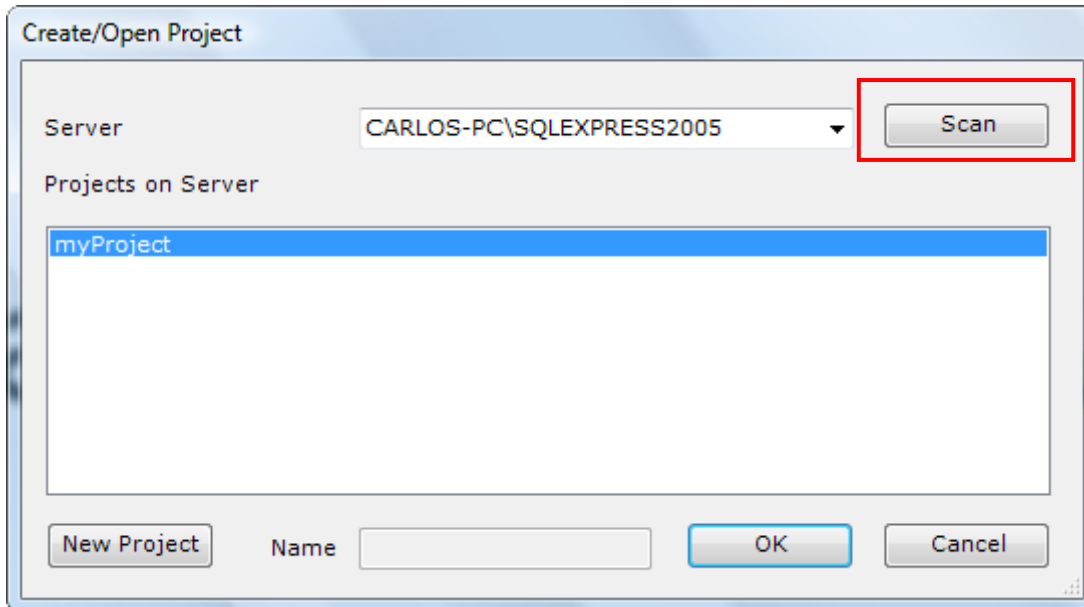 Create/Open Project
Server CARLOS-PC\SQLEXPRESS2005 Scan
Projects on Server
myProject
New Project Name OK Cancel